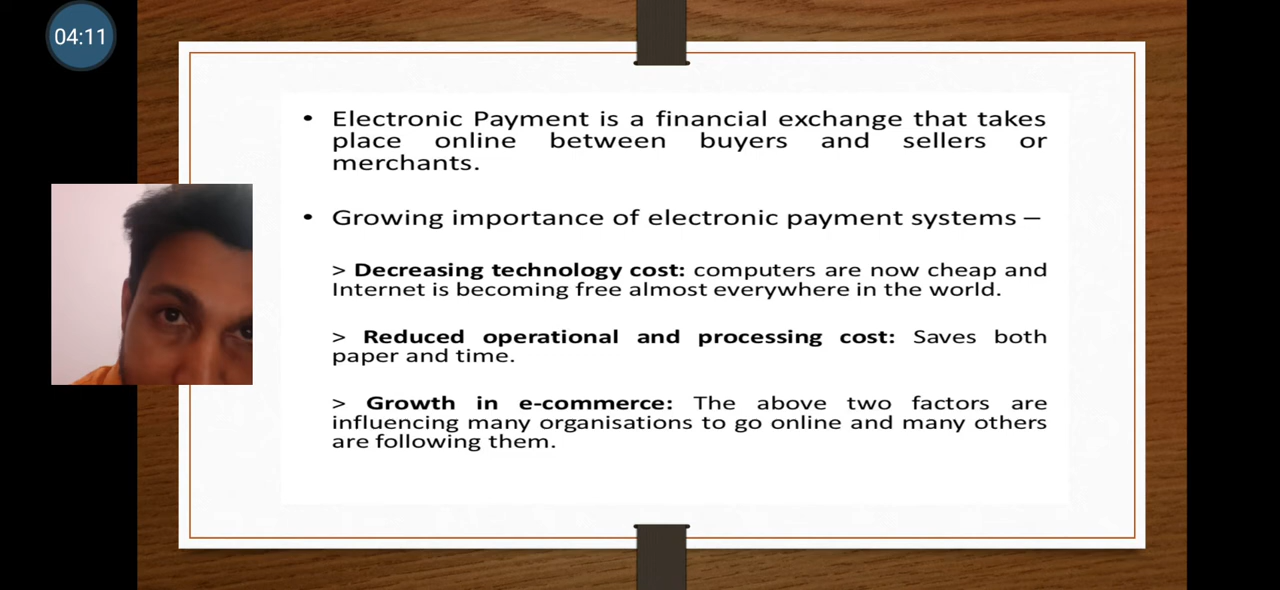 04:11
• Electronic Payment is a financial exchange that takes
place online between buyers and sellers or
merchants.
• Growing importance of electronic payment systems –
> Decreasing technology cost: computers are now cheap and
Internet is becoming free almost everywhere in the world.
> Reduced operational and processing cost: Saves both
paper and time.
> Growth in e-commerce: The above two factors are
influencing many organisations to go online and many others
are following them.